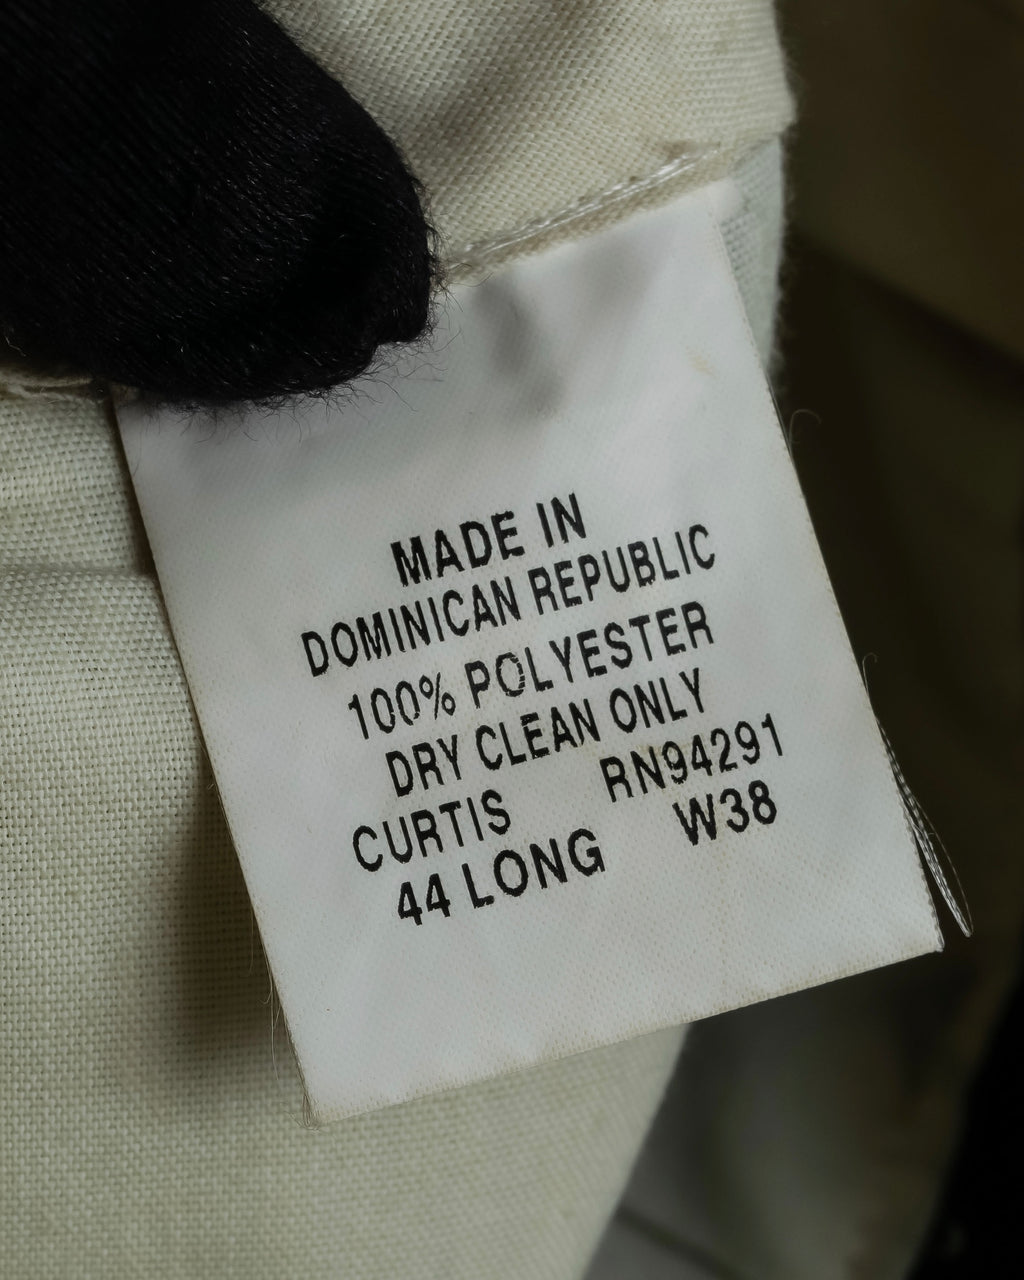 MADE IN
DOMINICAN REPUBLIC
100% POLYESTER
DRY CLEAN ONLY
CURTIS RN94291
44 LONG W38